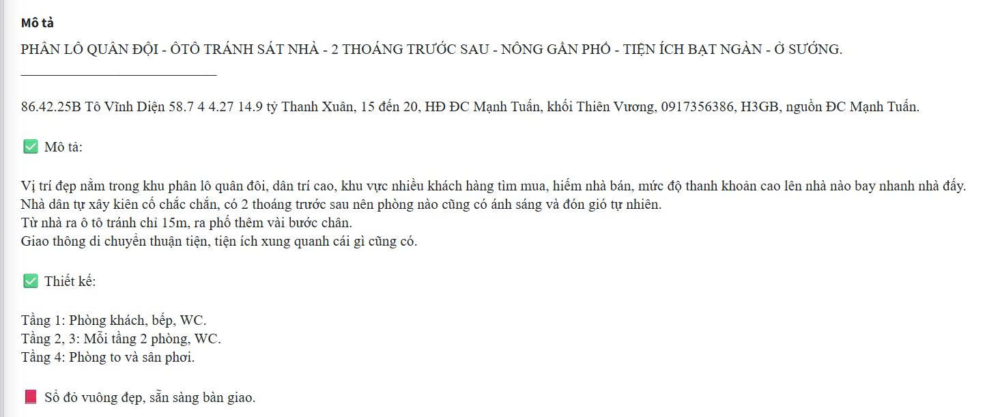 Mô tả
PHÂN LÔ QUÂN ĐỘI - ÔTÔ TRÁNH SÁT NHÀ - 2 THOÁNG TRƯỚC SAU - NÔNG GẦN PHỐ - TIỆN ÍCH BẠT NGÀN - Ở SƯỚNG.
86.42.25B Tô Vĩnh Diện 58.7 4 4.27 14.9 tỷ Thanh Xuân, 15 đến 20, HĐ ĐC Mạnh Tuấn, khối Thiên Vương, 0917356386, H3GB, nguồn ĐC Mạnh Tuấn.
✅ Mô tả:
Vị trí đẹp nằm trong khu phân lô quân đôi, dân trí cao, khu vực nhiều khách hàng tìm mua, hiếm nhà bán, mức độ thanh khoản cao lên nhà nào bay nhanh nhà đấy.
Nhà dân tự xây kiên cố chắc chắn, có 2 thoáng trước sau nên phòng nào cũng có ánh sáng và đón gió tự nhiên.
Từ nhà ra ô tô tránh chỉ 15m, ra phố thêm vài bước chân.
Giao thông di chuyển thuận tiện, tiện ích xung quanh cái gì cũng có.
✅ Thiết kế:
Tầng 1: Phòng khách, bếp, WC.
Tầng 2, 3: Mỗi tầng 2 phòng, WC.
Tầng 4: Phòng to và sân phơi.
📕 Sổ đỏ vuông đẹp, sẵn sàng bàn giao.